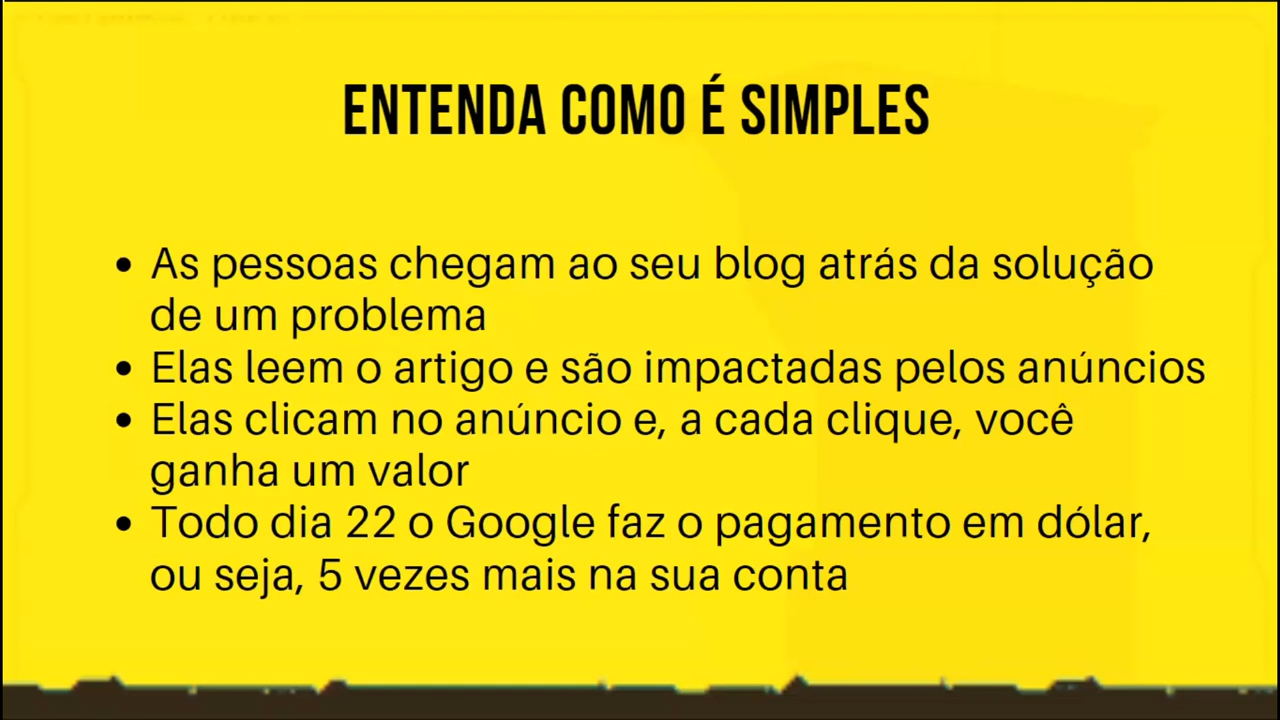 ENTENDA COMO É SIMPLES
• As pessoas chegam ao seu blog atrás da solução
de um problema
• Elas leem o artigo e são impactadas pelos anúncios
• Elas clicam no anúncio e, a cada clique, você
ganha um valor
• Todo dia 22 o Google faz o pagamento em dólar,
ou seja, 5 vezes mais na sua conta